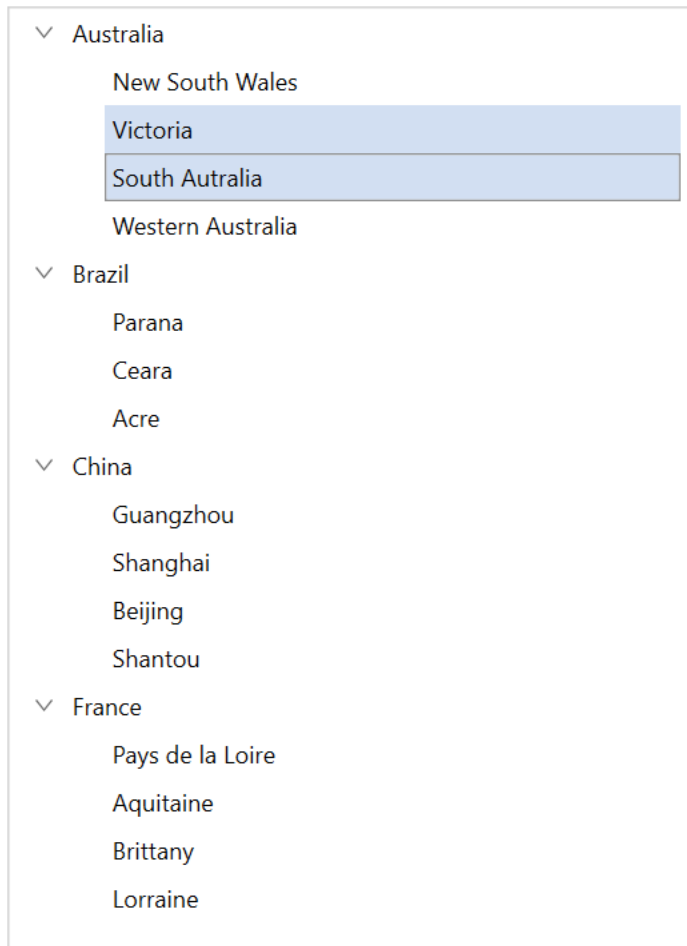 Australia
New South Wales
Victoria
South Autralia
Western Australia
Brazil
Parana
Ceara
Acre
China
Guangzhou
Shanghai
Beijing
Shantou
France
Pays de la Loire
Aquitaine
Brittany
Lorraine